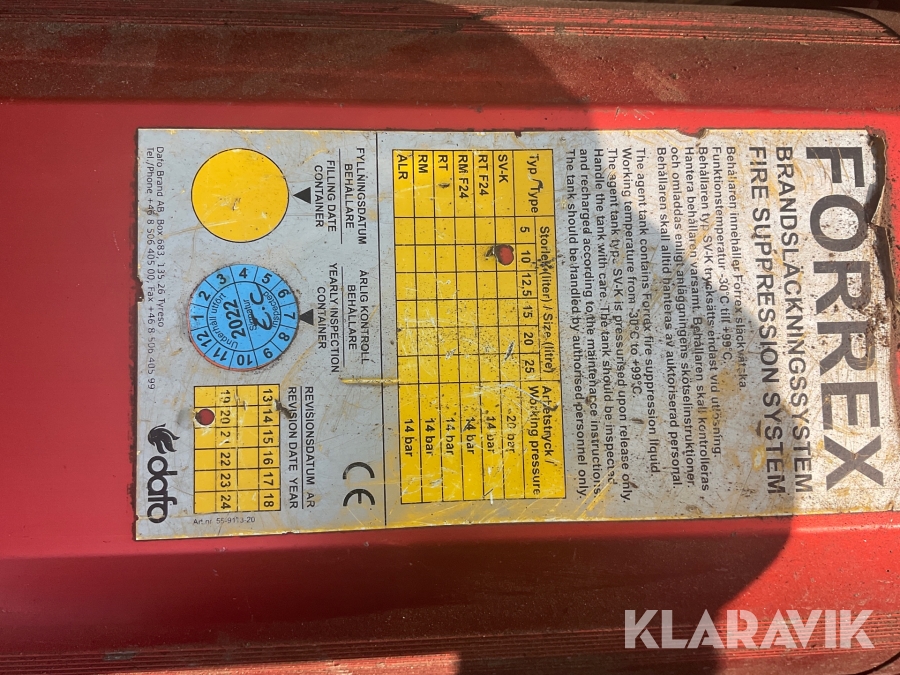 FORREX
BRANDSLÄCKNINGSSYSTEM
FIRE SUPPRESSION SYSTEM
Behållaren innehåller Forrex släckvätska.
Funktionstemperatur -30°C till +99°C.
Behållaren typ SV-K trycksätts endast vid utlösning.
Hantera behållaren varsamt. Behållaren skall kontrolleras
och omladdas enligt anläggningens skötselinstruktioner.
Behållaren skall alltid hanteras av auktoriserad personal.
The agent tank contains Forrex fire suppression liquid.
Working temperature from -30°C to +99°C.
The agent tank type SV-K is pressurised upon release only.
Handle the tank with care. The tank should be inspected
and recharged according to the maintenance instructions.
The tank should be handled by authorised personnel only.
Typ / Type Storlek (liter) / Size (litre) Arbetstryck / Working pressure
5 10 12,5 15 20 25
SV-K 20 bar
RT F24 14 bar
RM F24 14 bar
RT 14 bar
RM 14 bar
ALR 14 bar
FYLLNINGSDATUM
BEHÅLLARE
FILLING DATE
CONTAINER
ÅRLIG KONTROLL
BEHÅLLARE
YEARLY INSPECTION
CONTAINER
REVISIONSDATUM ÅR
REVISION DATE YEAR
13 14 15 16 17 18
19 20 21 22 23 24
1 2 3 4 5 6 7 8 9 10 11 12
Underhåll utfört
2022
Signatur
Inspected
CE
dafo
Dafo Brand AB, Box 683, 135 26 Tyresö
Tel./Phone +46 8 506 405 00, Fax +46 8 506 405 99
Art.nr. 55-9113-20
KLARAVIK